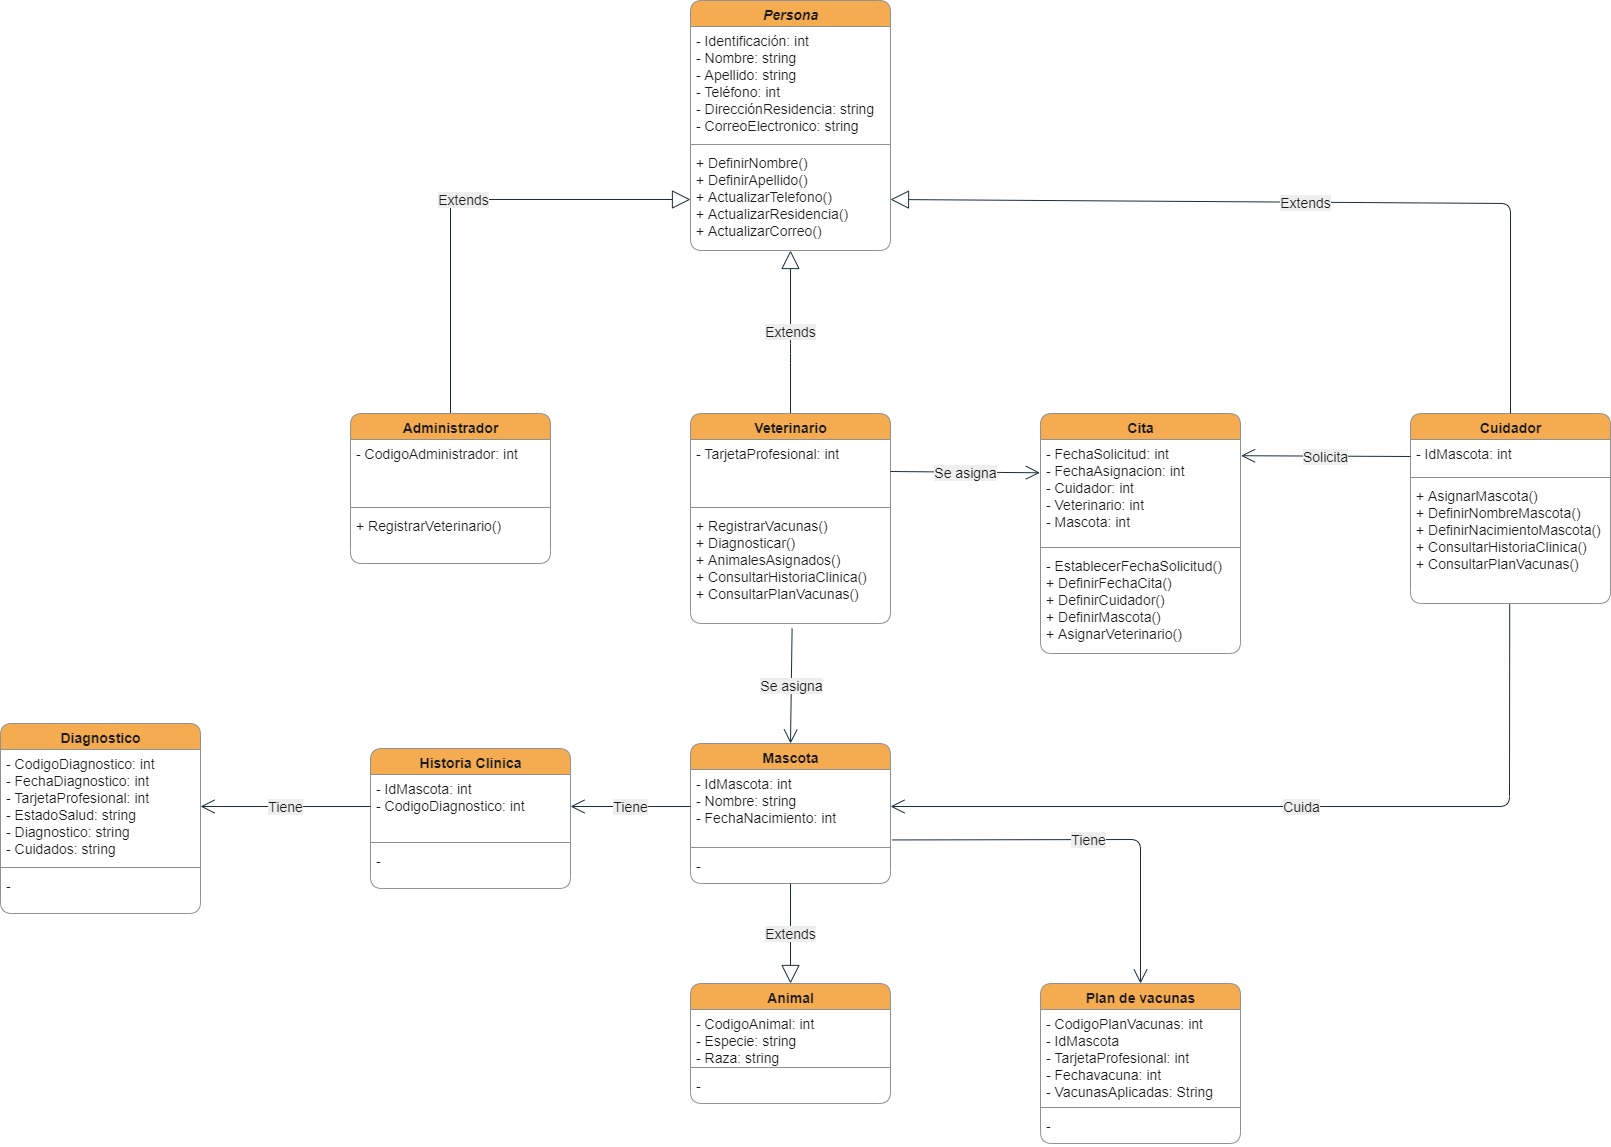 Persona
- Identificación: int
- Nombre: string
- Apellido: string
- Teléfono: int
- DirecciónResidencia: string
- CorreoElectronico: string
+ DefinirNombre()
+ DefinirApellido()
+ ActualizarTelefono()
+ ActualizarResidencia()
+ ActualizarCorreo()
Extends
Extends
Extends
Administrador
- CodigoAdministrador: int
+ RegistrarVeterinario()
Veterinario
- TarjetaProfesional: int
+ RegistrarVacunas()
+ Diagnosticar()
+ AnimalesAsignados()
+ ConsultarHistoriaClinica()
+ ConsultarPlanVacunas()
Se asigna
Cita
- FechaSolicitud: int
- FechaAsignacion: int
- Cuidador: int
- Veterinario: int
- Mascota: int
- EstablecerFechaSolicitud()
+ DefinirFechaCita()
+ DefinirCuidador()
+ DefinirMascota()
+ AsignarVeterinario()
Solicita
Cuidador
- IdMascota: int
+ AsignarMascota()
+ DefinirNombreMascota()
+ DefinirNacimientoMascota()
+ ConsultarHistoriaClinica()
+ ConsultarPlanVacunas()
Se asigna
Diagnostico
- CodigoDiagnostico: int
- FechaDiagnostico: int
- TarjetaProfesional: int
- EstadoSalud: string
- Diagnostico: string
- Cuidados: string
-
Tiene
Historia Clinica
- IdMascota: int
- CodigoDiagnostico: int
-
Tiene
Mascota
- IdMascota: int
- Nombre: string
- FechaNacimiento: int
-
Cuida
Tiene
Extends
Animal
- CodigoAnimal: int
- Especie: string
- Raza: string
-
Plan de vacunas
- CodigoPlanVacunas: int
- IdMascota
- TarjetaProfesional: int
- Fechavacuna: int
- VacunasAplicadas: String
-